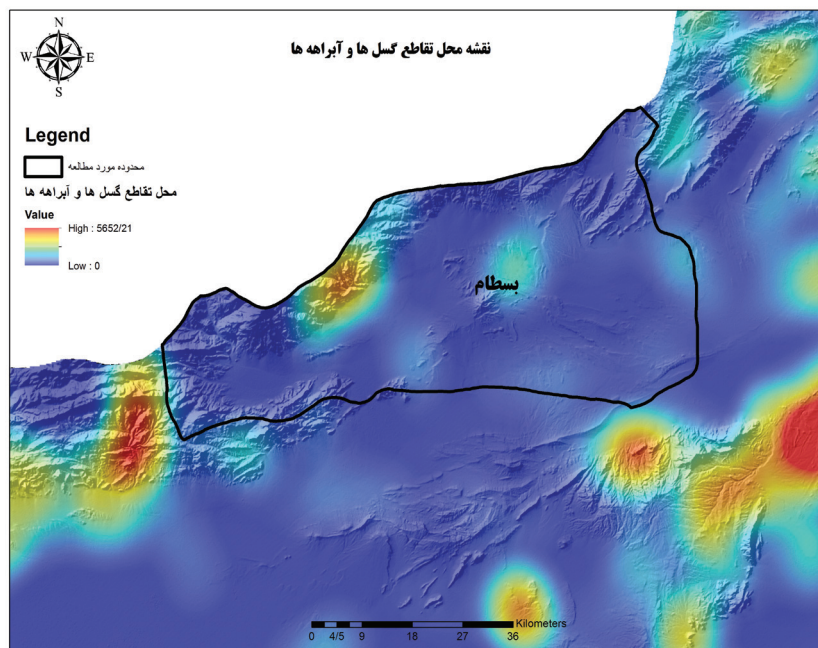 نقشه محل تقاطع گسل ها و آبراهه ها
N
W E
S
Legend
محدوده مورد مطالعه
محل تقاطع گسل ها و آبراهه ها
Value
High : 5652/21
Low : 0
بسطام
Kilometers
0 4/5 9 18 27 36